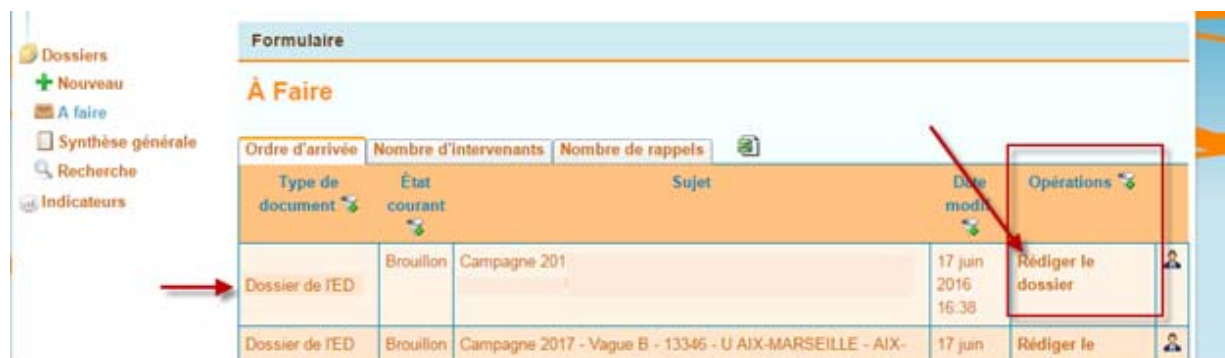 Dossiers
Nouveau
A faire
Synthèse générale
Recherche
Indicateurs
Formulaire
À Faire
Ordre d'arrivée Nombre d'intervenants Nombre de rappels
Type de document État courant Sujet Date modif Opérations
Dossier de l'ED Brouillon Campagne 201 17 juin 2016 16:38 Rédiger le dossier
Dossier de l'ED Brouillon Campagne 2017 - Vague B - 13346 - U AIX-MARSEILLE - AIX- 17 juin Rédiger le